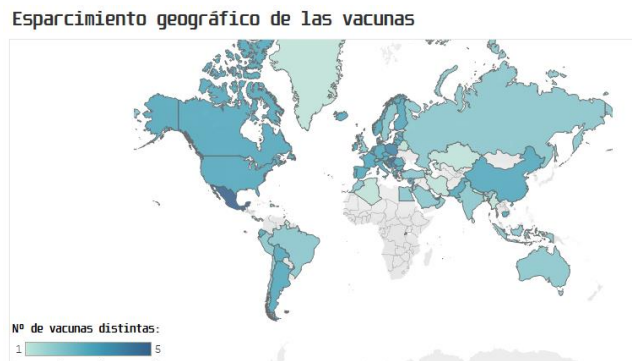 Esparcimiento geográfico de las vacunas
Nº de vacunas distintas:
1 5